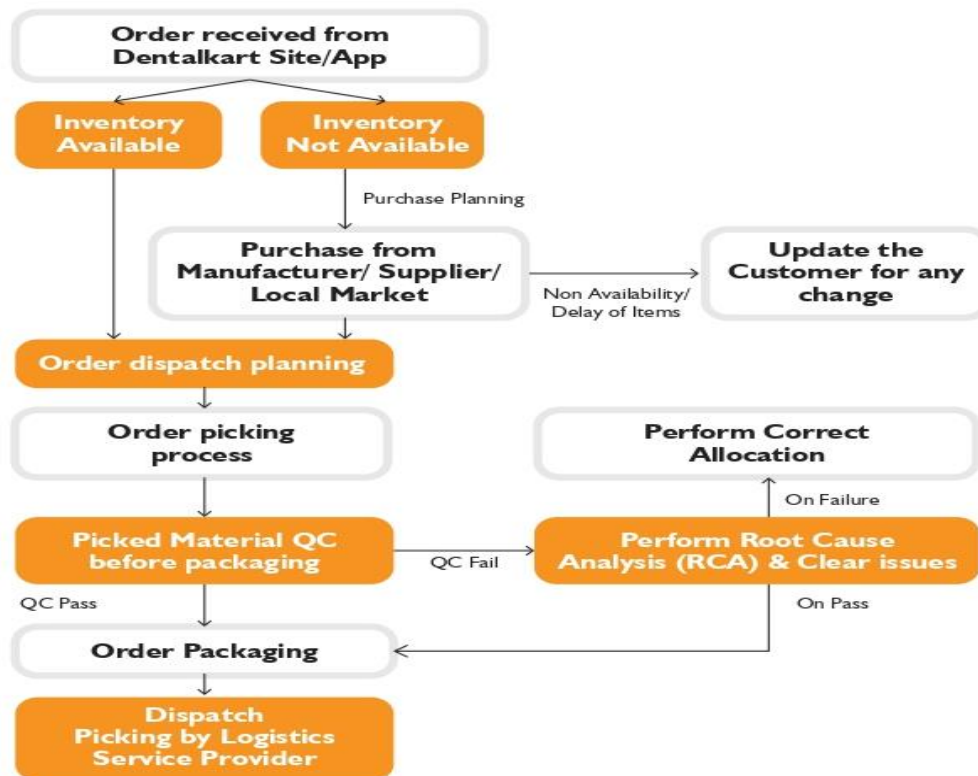 Order received from
Dentalkart Site/App
Inventory
Available
Inventory
Not Available
Purchase Planning
Purchase from
Manufacturer/ Supplier/
Local Market
Non Availability/
Delay of Items
Update the
Customer for any
change
Order dispatch planning
Order picking
process
Perform Correct
Allocation
On Failure
Picked Material QC
before packaging
QC Fail
Perform Root Cause
Analysis (RCA) & Clear issues
QC Pass
On Pass
Order Packaging
Dispatch
Picking by Logistics
Service Provider